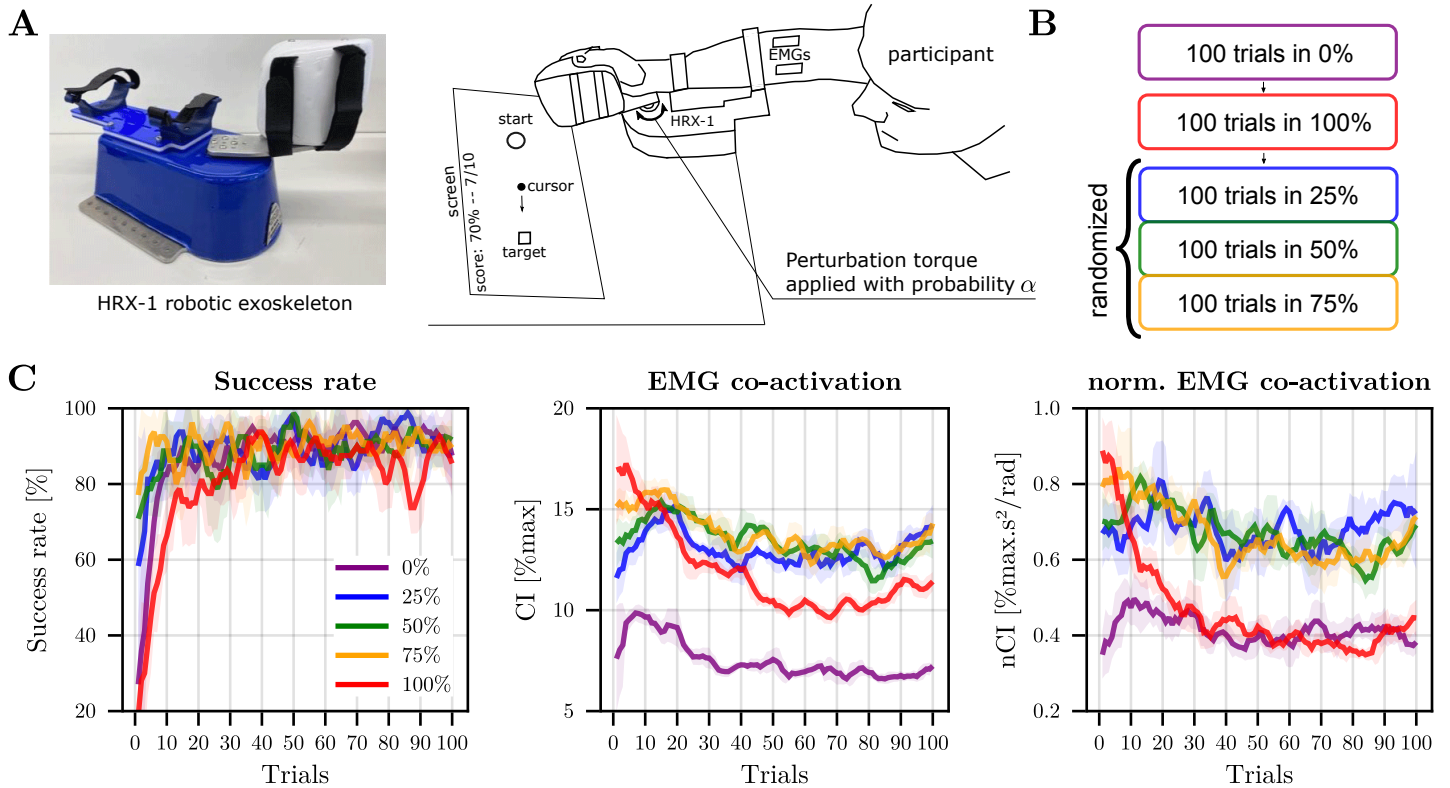 A
HRX-1 robotic exoskeleton
screen
score: 70% --- 7/10
start
cursor
target
EMGs
HRX-1
participant
Perturbation torque
applied with probability α
B
100 trials in 0%
100 trials in 100%
randomized
100 trials in 25%
100 trials in 50%
100 trials in 75%
C
Success rate
Success rate [%]
100
80
60
40
20
0%
25%
50%
75%
100%
0 10 20 30 40 50 60 70 80 90 100
Trials
EMG co-activation
CI [%max]
20
15
10
5
0 10 20 30 40 50 60 70 80 90 100
Trials
norm. EMG co-activation
nCI [%max.s²/rad]
1.0
0.8
0.6
0.4
0.2
0 10 20 30 40 50 60 70 80 90 100
Trials